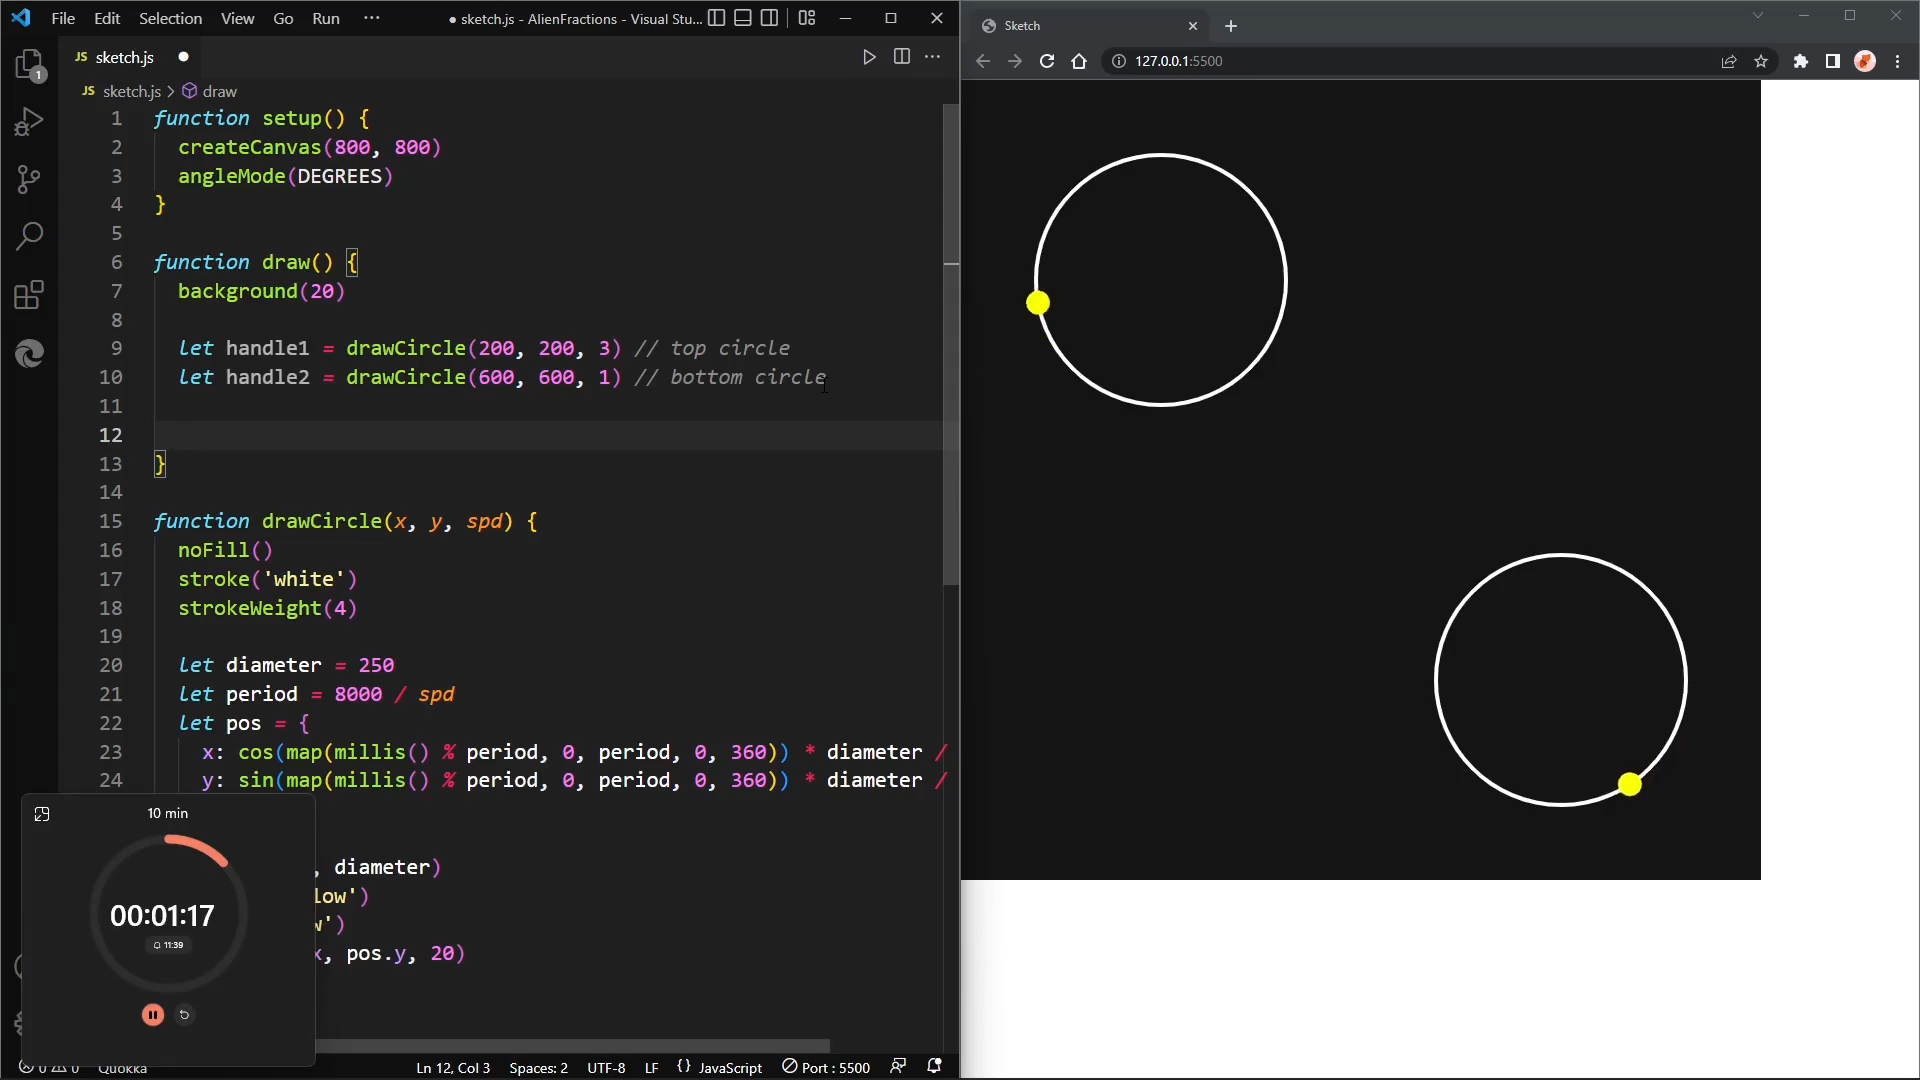 File Edit Selection View Go Run ··· ● sketch.js - AlienFractions - Visual Stu...
JS sketch.js ●
JS sketch.js > draw
1 function setup() {
2 createCanvas(800, 800)
3 angleMode(DEGREES)
4 }
5
6 function draw() {
7 background(20)
8
9 let handle1 = drawCircle(200, 200, 3) // top circle
10 let handle2 = drawCircle(600, 600, 1) // bottom circle
11
12
13 }
14
15 function drawCircle(x, y, spd) {
16 noFill()
17 stroke('white')
18 strokeWeight(4)
19
20 let diameter = 250
21 let period = 8000 / spd
22 let pos = {
23 x: cos(map(millis() % period, 0, period, 0, 360)) * diameter /
24 y: sin(map(millis() % period, 0, period, 0, 360)) * diameter /
, diameter)
low')
w')
x, pos.y, 20)
1
10 min
00:01:17
11:39
Quokka
Ln 12, Col 3 Spaces: 2 UTF-8 LF {} JavaScript Port : 5500
Sketch
127.0.0.1:5500